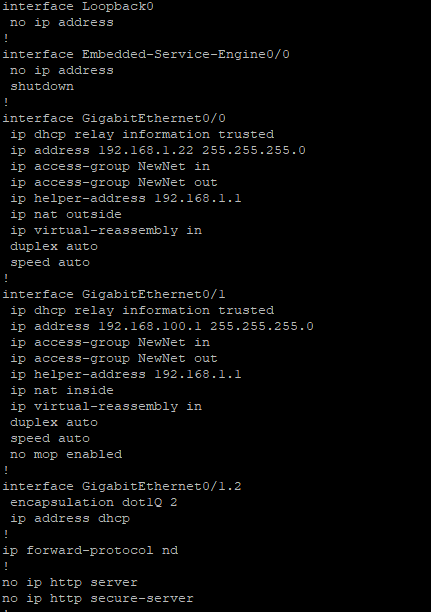 interface Loopback0
 no ip address
!
interface Embedded-Service-Engine0/0
 no ip address
 shutdown
!
interface GigabitEthernet0/0
 ip dhcp relay information trusted
 ip address 192.168.1.22 255.255.255.0
 ip access-group NewNet in
 ip access-group NewNet out
 ip helper-address 192.168.1.1
 ip nat outside
 ip virtual-reassembly in
 duplex auto
 speed auto
!
interface GigabitEthernet0/1
 ip dhcp relay information trusted
 ip address 192.168.100.1 255.255.255.0
 ip access-group NewNet in
 ip access-group NewNet out
 ip helper-address 192.168.1.1
 ip nat inside
 ip virtual-reassembly in
 duplex auto
 speed auto
 no mop enabled
!
interface GigabitEthernet0/1.2
 encapsulation dot1Q 2
 ip address dhcp
!
ip forward-protocol nd
!
no ip http server
no ip http secure-server
!